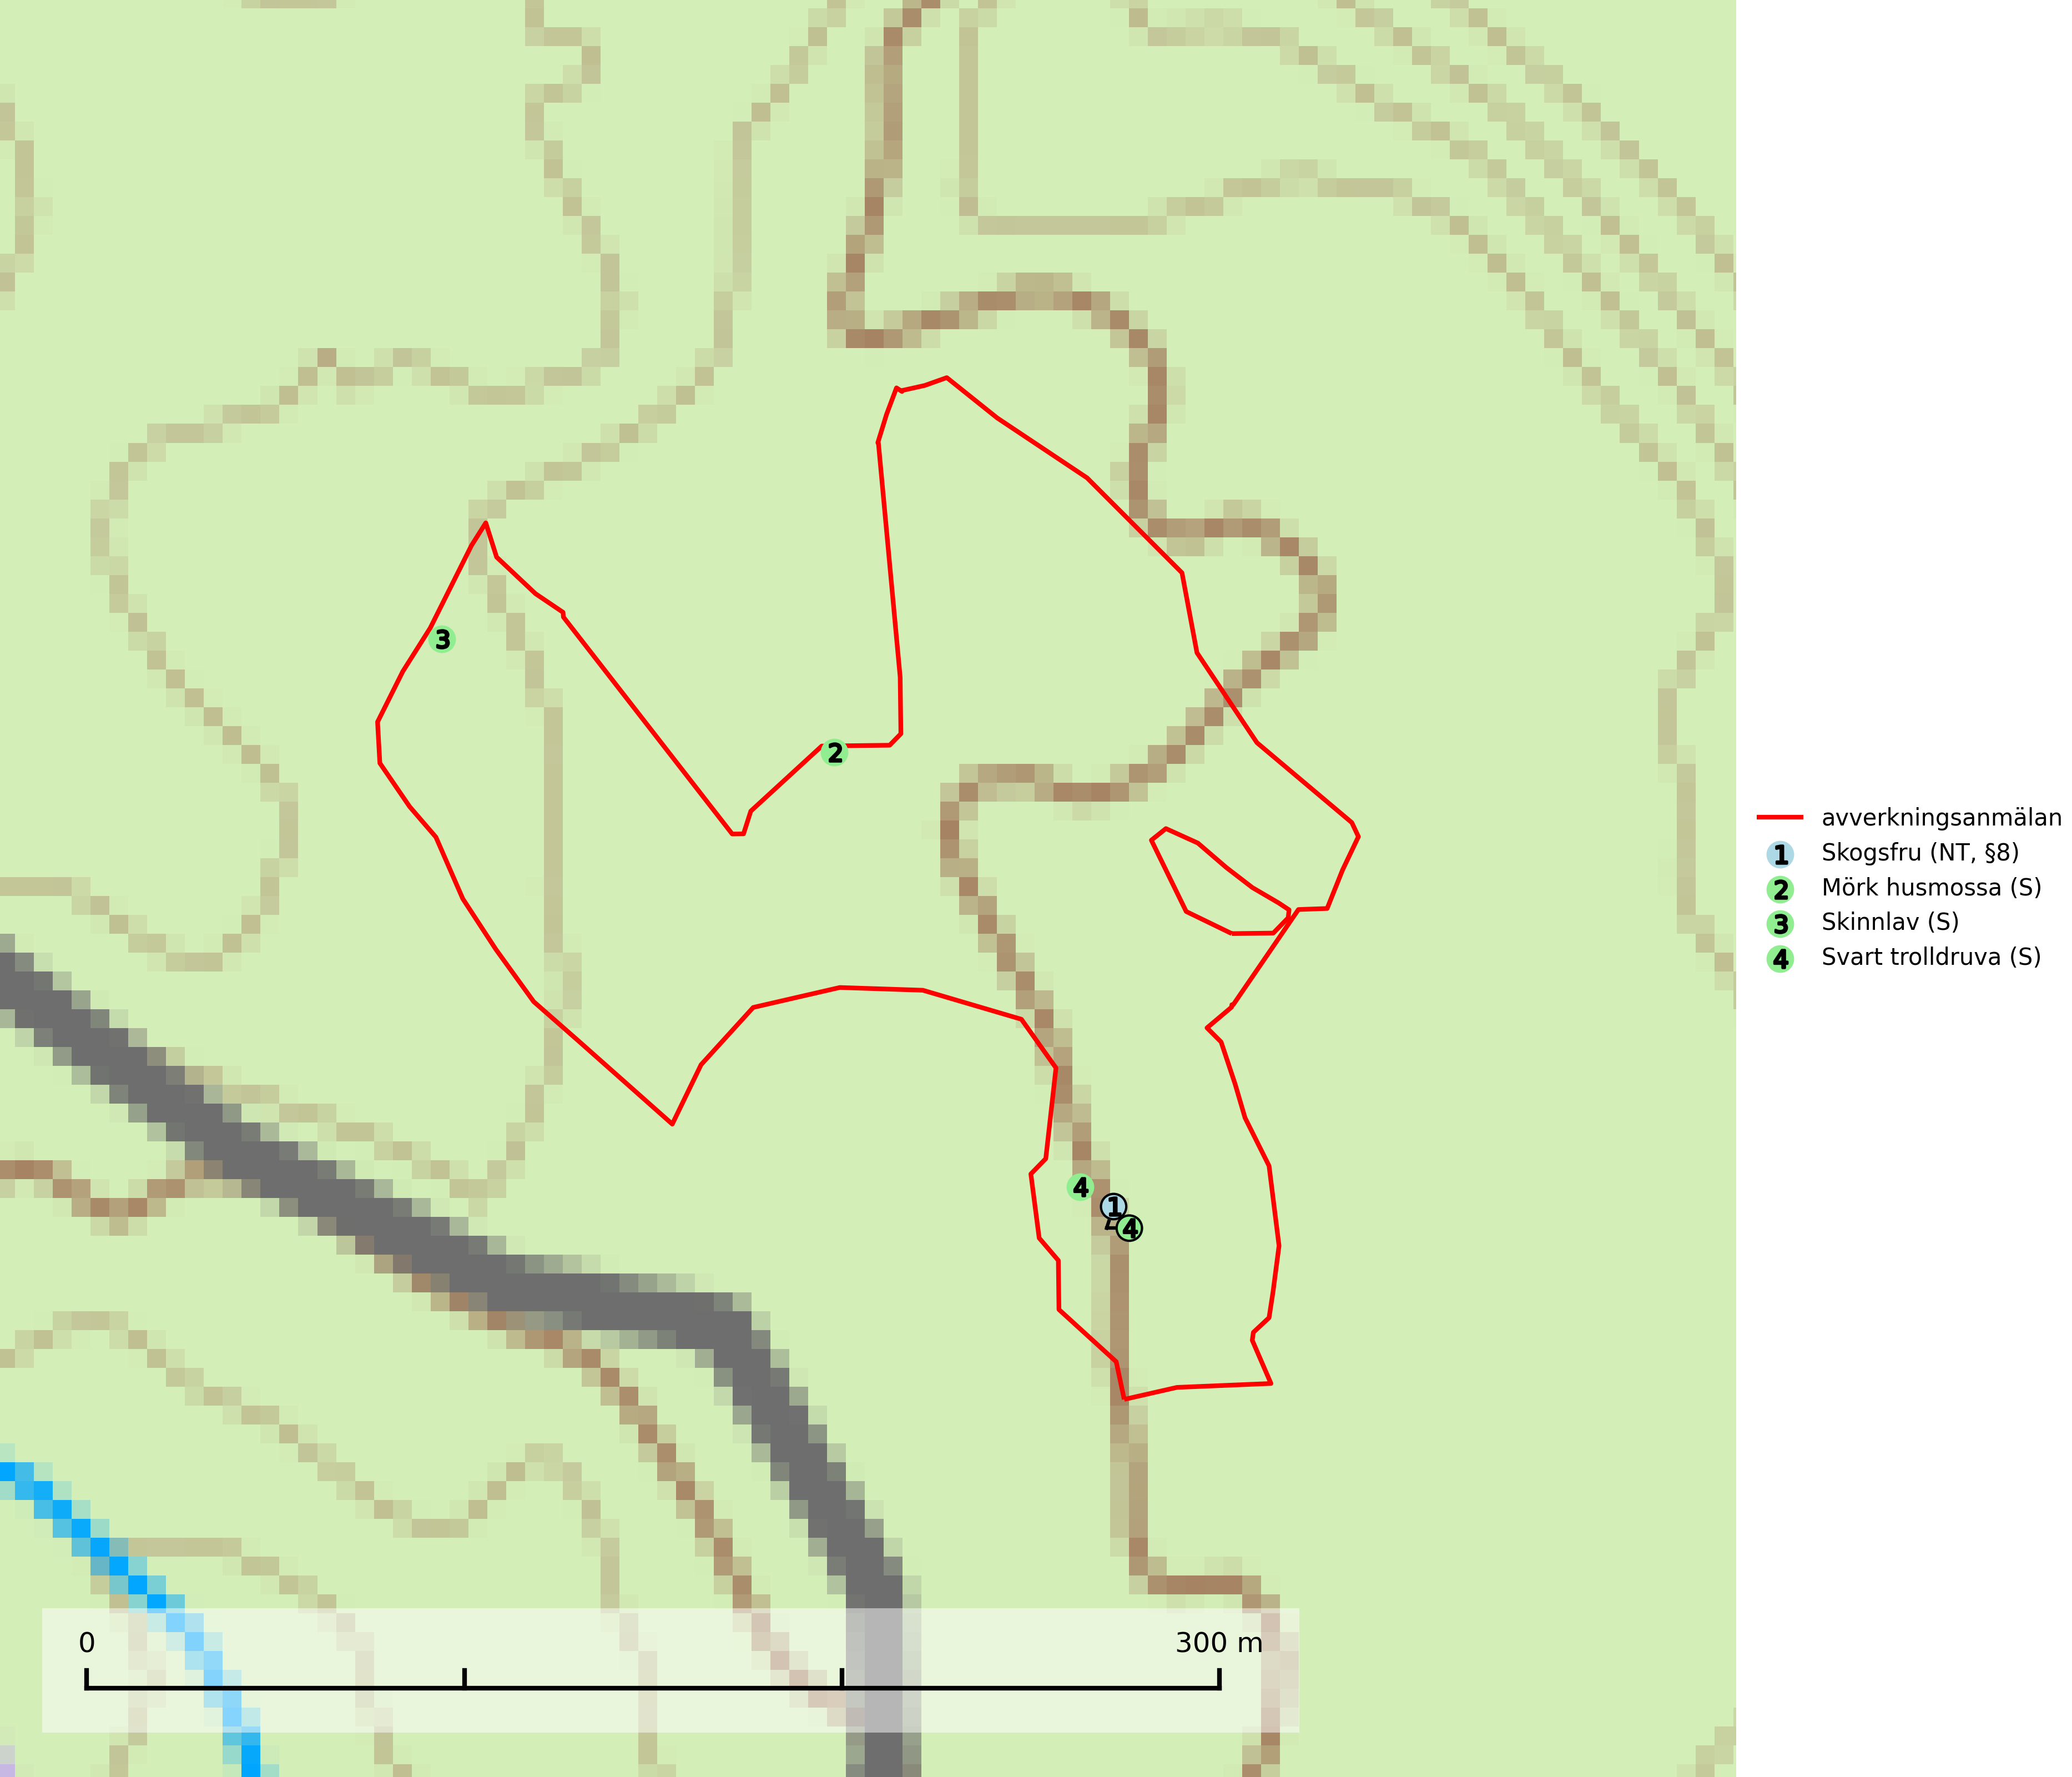 3
2
4
1
4
avverkningsanmälan
1 Skogsfru (NT, §8)
2 Mörk husmossa (S)
3 Skinnlav (S)
4 Svart trolldruva (S)
0 300 m